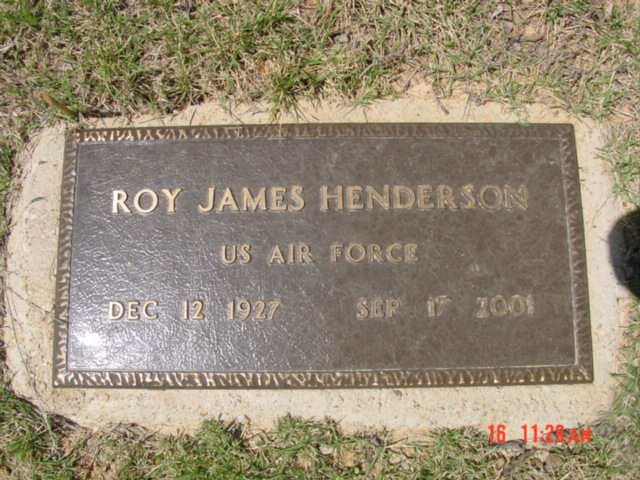 ROY JAMES HENDERSON
US AIR FORCE
DEC 12 1927 SEP 17 2001
16 11:29AM